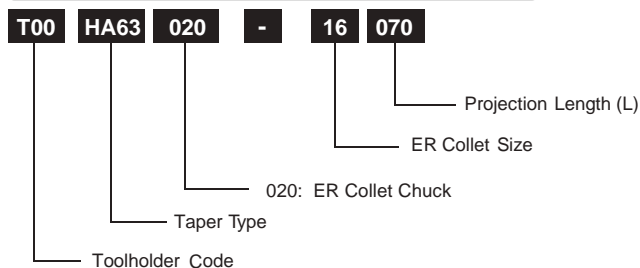 T00 HA63 020 - 16 070
Projection Length (L)
ER Collet Size
020: ER Collet Chuck
Taper Type
Toolholder Code